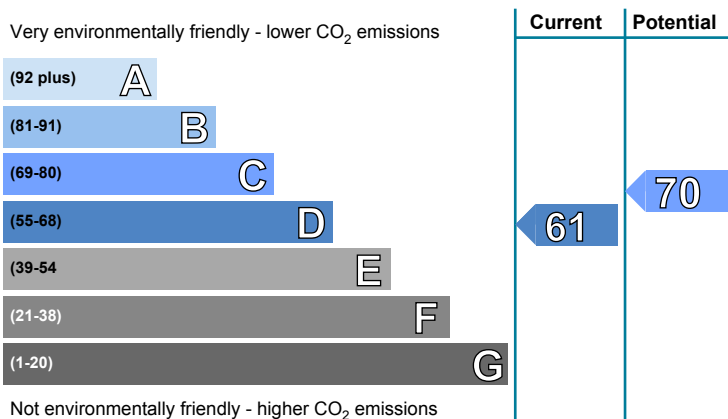 Current Potential
Very environmentally friendly - lower CO2 emissions
(92 plus) A
(81-91) B
(69-80) C
70
(55-68) D
61
(39-54 E
(21-38) F
(1-20) G
Not environmentally friendly - higher CO2 emissions